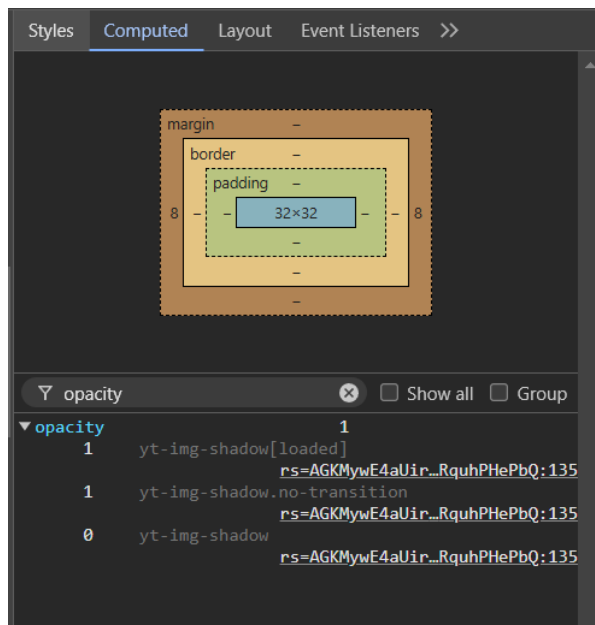 Styles Computed Layout Event Listeners >>
margin –
border –
padding –
8 – – 32×32 – – 8
–
–
–
opacity Show all Group
opacity 1
1 yt-img-shadow[loaded]
rs=AGKMywE4aUir…RquhPHePbQ:135
1 yt-img-shadow.no-transition
rs=AGKMywE4aUir…RquhPHePbQ:135
0 yt-img-shadow
rs=AGKMywE4aUir…RquhPHePbQ:135